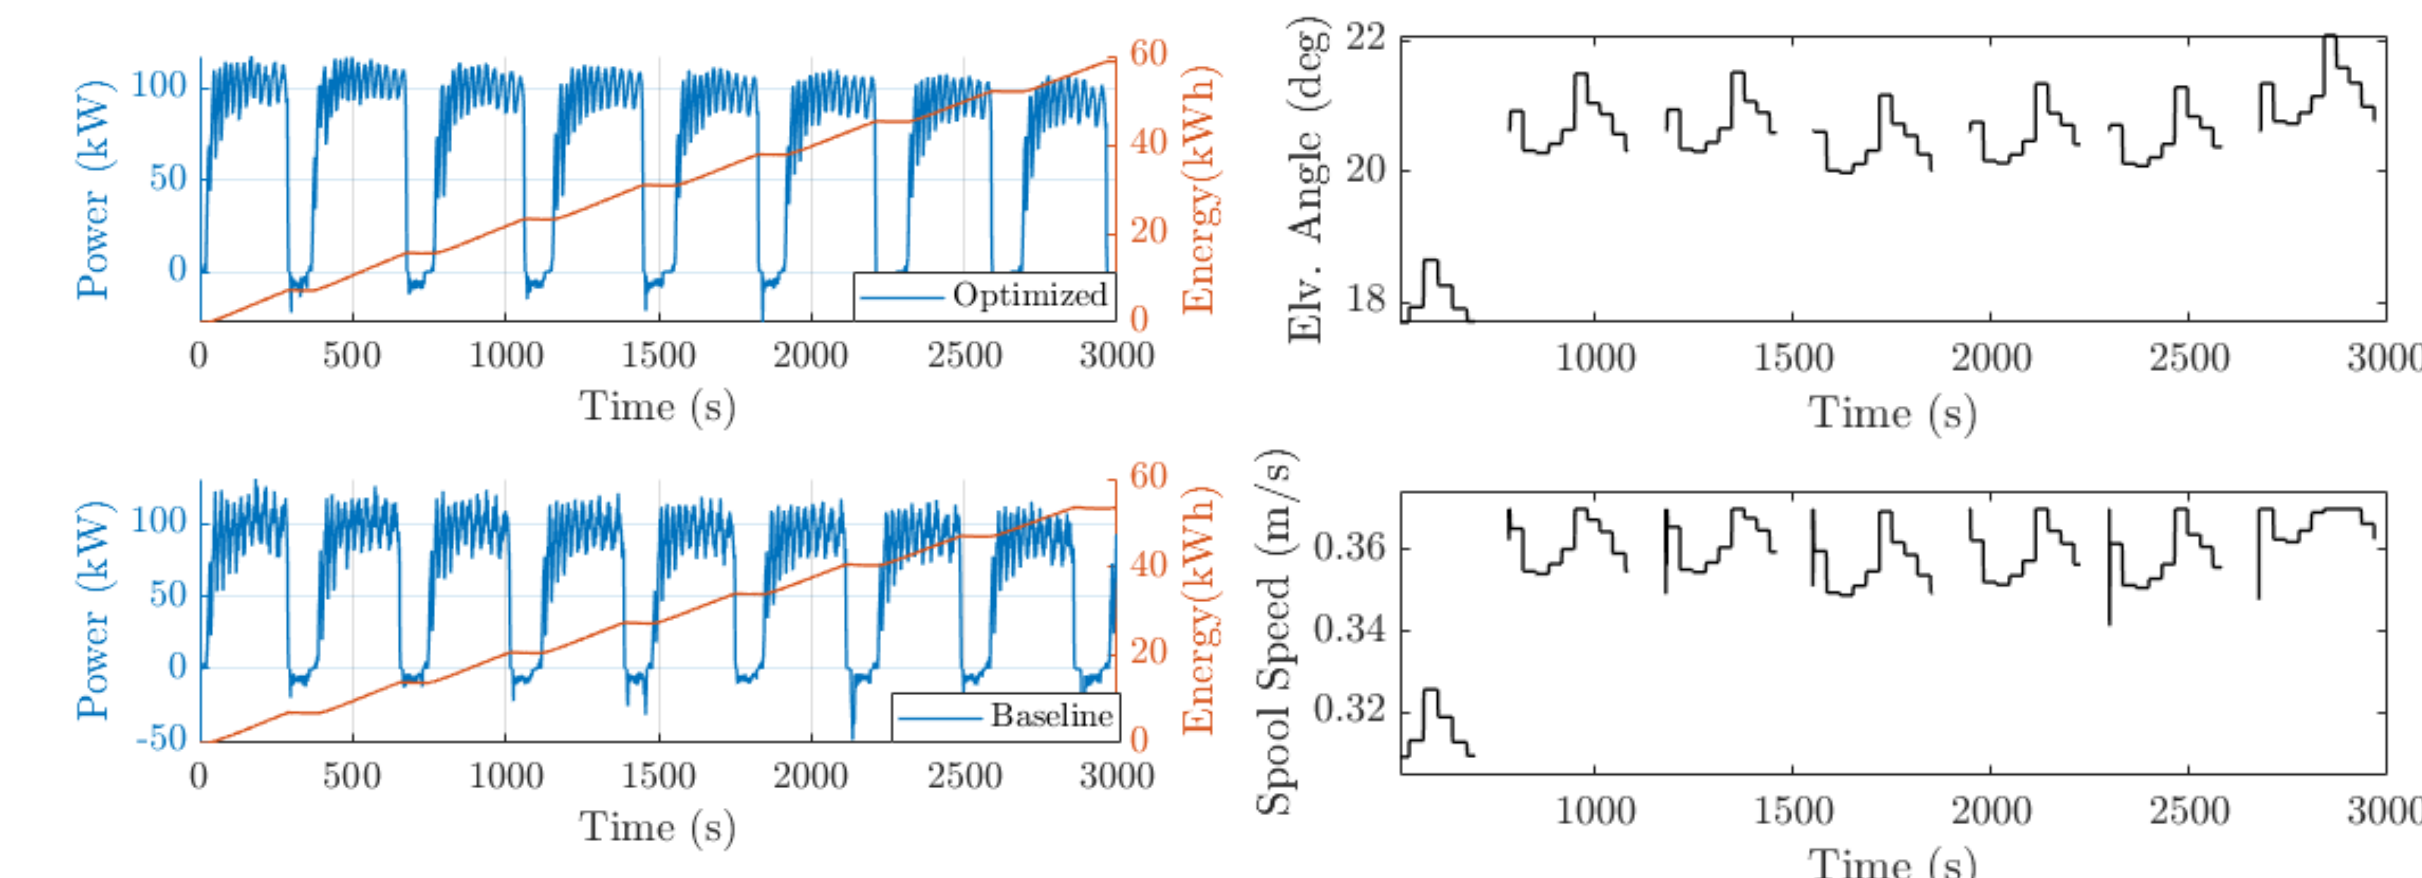 Power (kW)
100
50
0
60
40
20
0
Energy(kWh)
Optimized
0 500 1000 1500 2000 2500 3000
Time (s)
Elv. Angle (deg)
22
20
18
1000 1500 2000 2500 3000
Time (s)
Power (kW)
100
50
0
-50
60
40
20
0
Energy(kWh)
Baseline
0 500 1000 1500 2000 2500 3000
Time (s)
Spool Speed (m/s)
0.36
0.34
0.32
1000 1500 2000 2500 3000
Time (s)